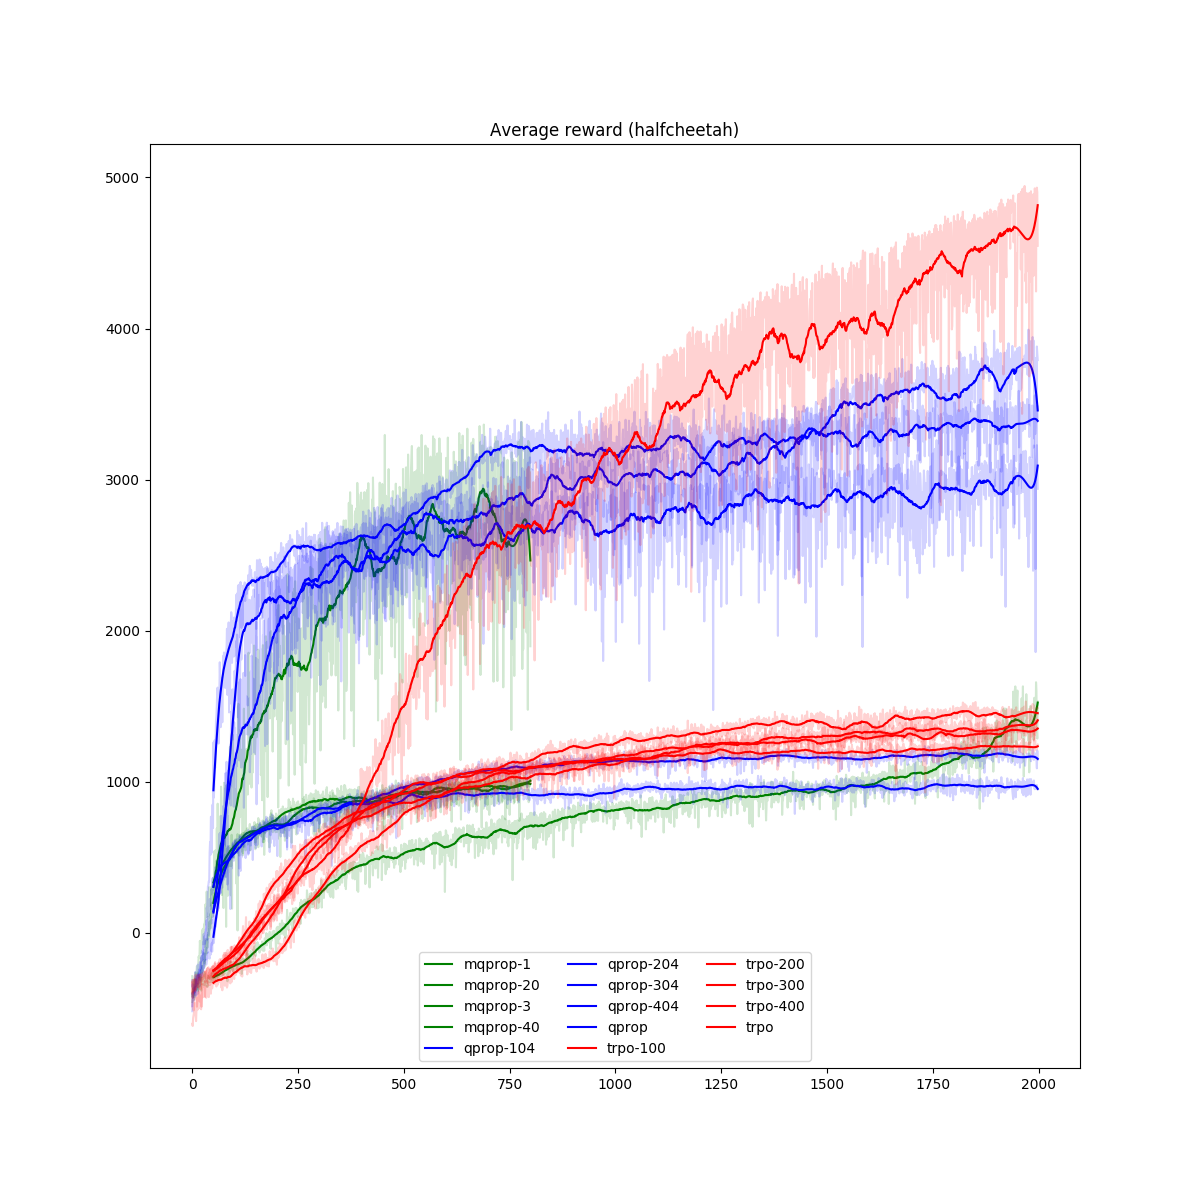 Average reward (halfcheetah)
5000
4000
3000
2000
1000
0
mqprop-1
mqprop-20
mqprop-3
mqprop-40
qprop-104
qprop-204
qprop-304
qprop-404
qprop
trpo-100
trpo-200
trpo-300
trpo-400
trpo
0 250 500 750 1000 1250 1500 1750 2000